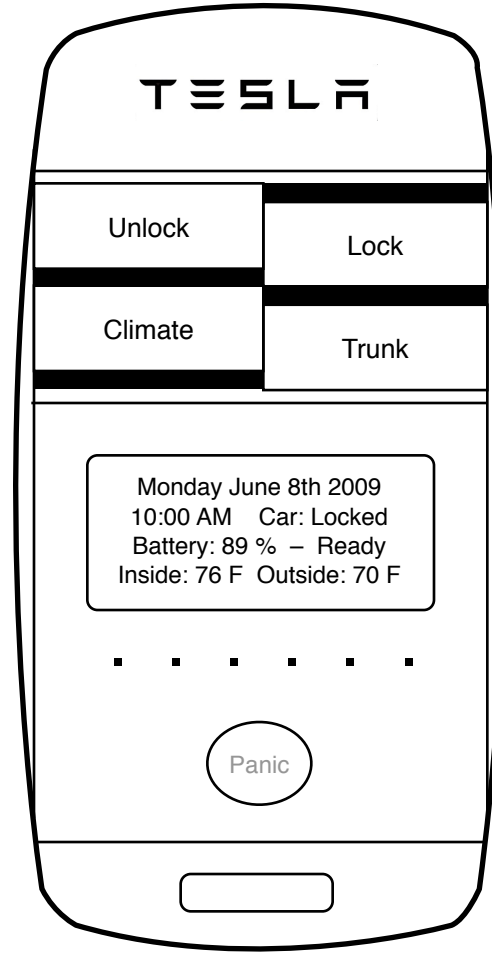 TESLA
Unlock
Lock
Climate
Trunk
Monday June 8th 2009
10:00 AM Car: Locked
Battery: 89 % – Ready
Inside: 76 F Outside: 70 F
Panic